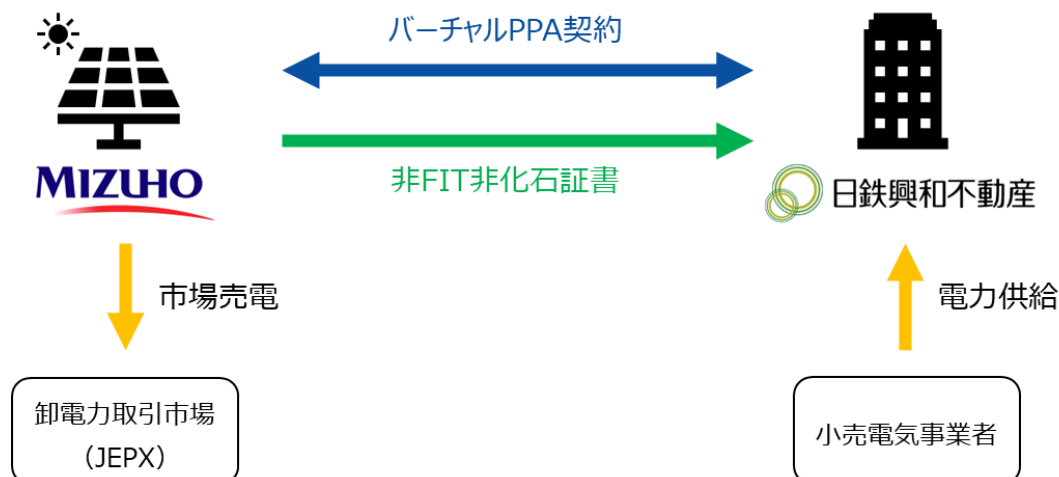 バーチャルPPA契約
非FIT非化石証書
MIZUHO
日鉄興和不動産
市場売電
電力供給
卸電力取引市場
（JEPX）
小売電気事業者